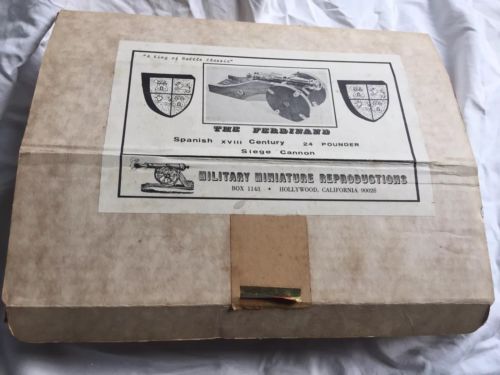 "A King of Battle Classic"
THE FERDINAND
Spanish XVIII Century 24 POUNDER
Siege Cannon
MILITARY MINIATURE REPRODUCTIONS
BOX 1143 • HOLLYWOOD, CALIFORNIA 90028